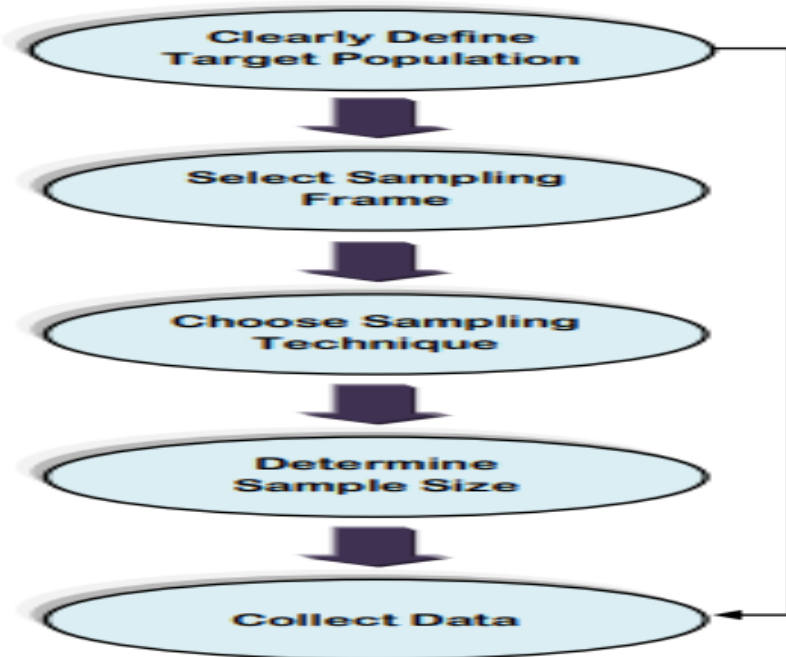 Clearly Define
Target Population
Select Sampling
Frame
Choose Sampling
Technique
Determine
Sample Size
Collect Data